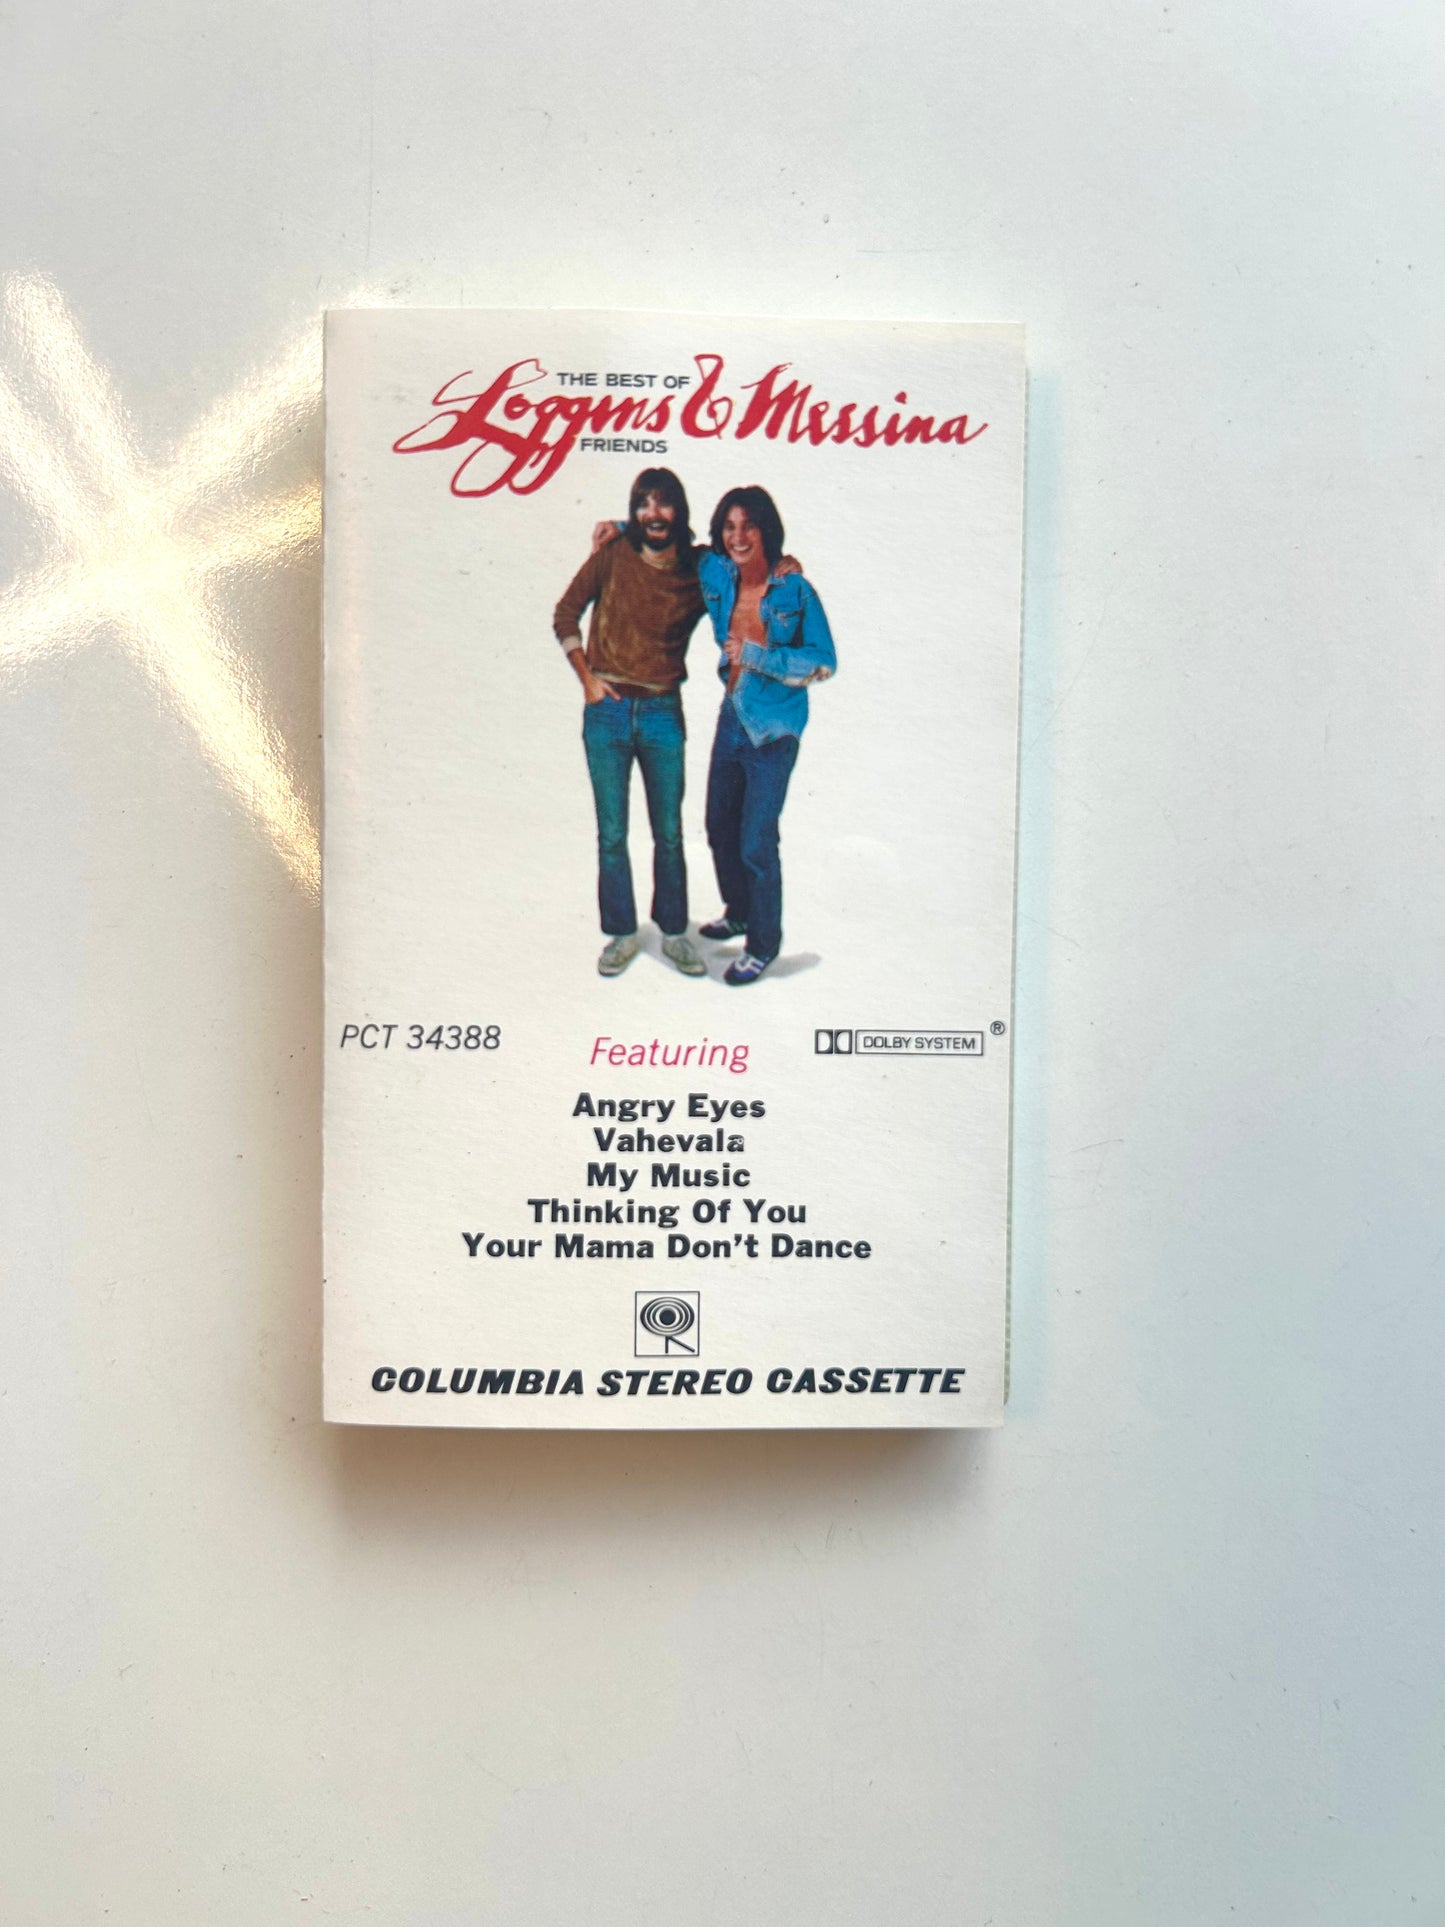 THE BEST OF
Loggens & Messina
FRIENDS
PCT 34388
Featuring
DOLBY SYSTEM ®
Angry Eyes
Vahevala
My Music
Thinking Of You
Your Mama Don't Dance
COLUMBIA STEREO CASSETTE